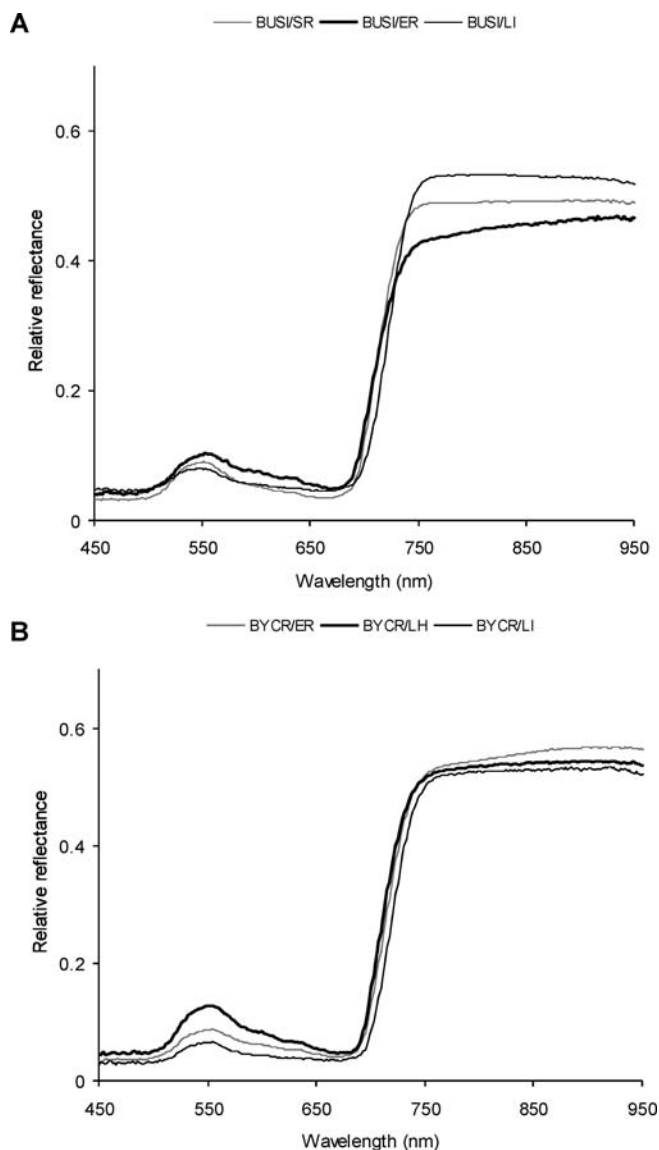 A
BUSI/SR BUSI/ER BUSI/LI
0.6
0.4
0.2
0
Relative reflectance
450 550 650 750 850 950
Wavelength (nm)
B
BYCR/ER BYCR/LH BYCR/LI
0.6
0.4
0.2
0
Relative reflectance
450 550 650 750 850 950
Wavelength (nm)